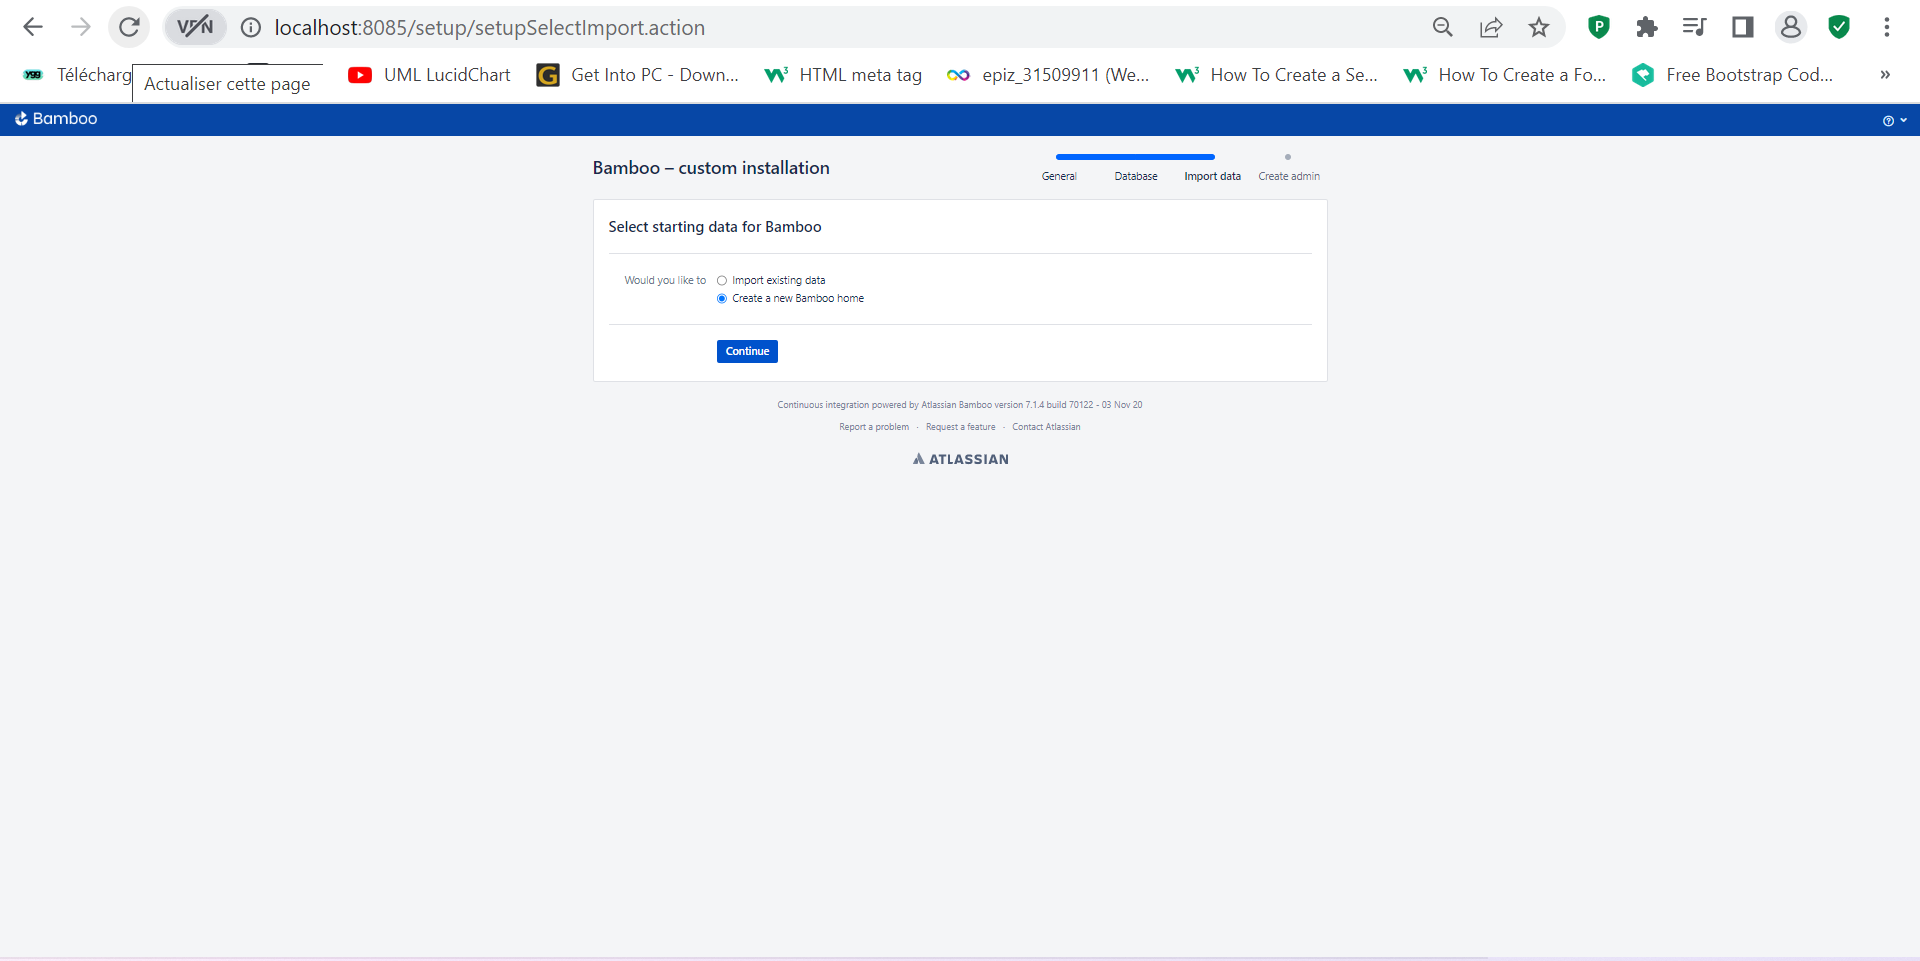 VPN localhost:8085/setup/setupSelectImport.action
ygg Télécharg UML LucidChart Get Into PC - Down... HTML meta tag epiz_31509911 (We... How To Create a Se... How To Create a Fo... Free Bootstrap Cod... »
Actualiser cette page
Bamboo
Bamboo – custom installation
General Database Import data Create admin
Select starting data for Bamboo
Would you like to Import existing data
Create a new Bamboo home
Continue
Continuous integration powered by Atlassian Bamboo version 7.1.4 build 70122 - 03 Nov 20
Report a problem · Request a feature · Contact Atlassian
ATLASSIAN